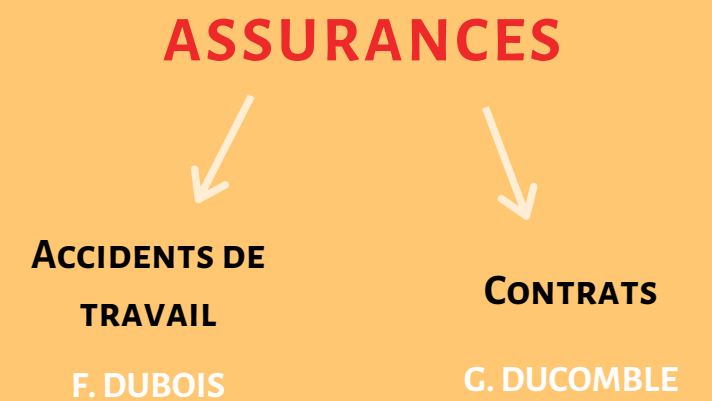 ASSURANCES
Accidents de
travail
Contrats
F. DUBOIS
G. DUCOMBLE